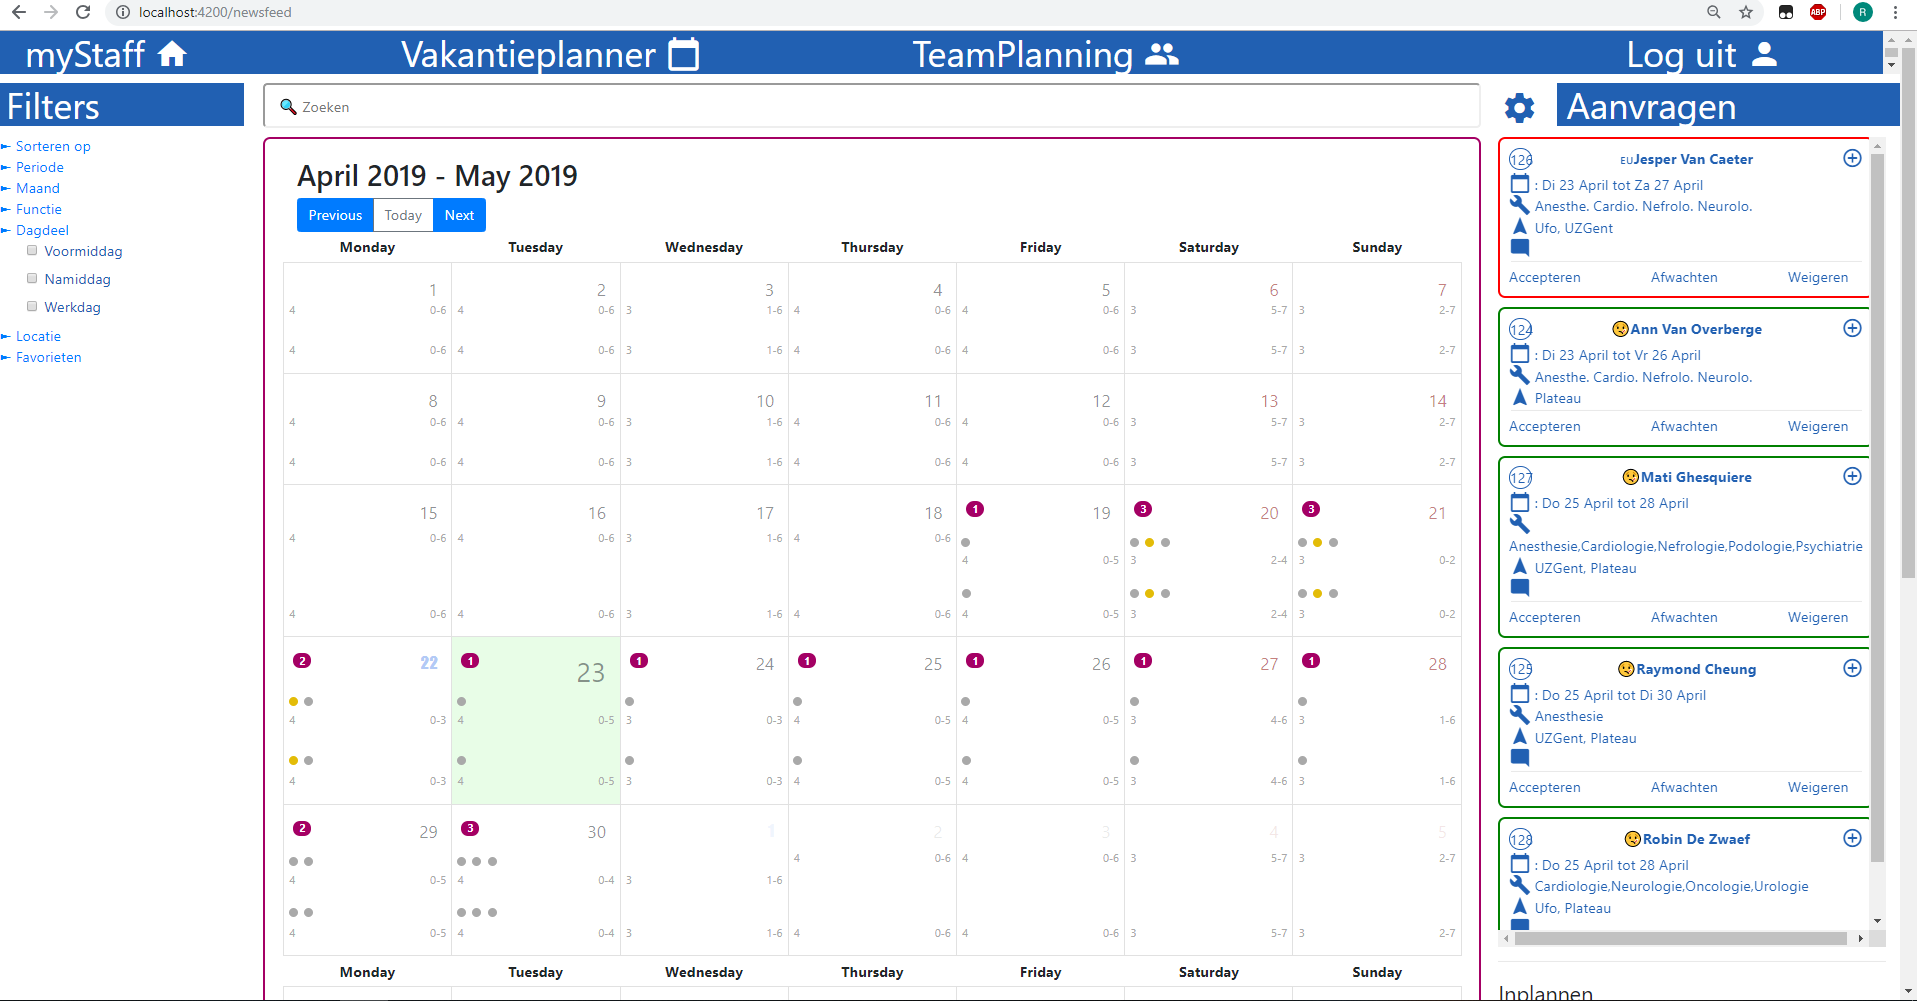 localhost:4200/newsfeed
ABP
R
myStaff
Vakantieplanner
TeamPlanning
Log uit
Filters
Sorteren op
Periode
Maand
Functie
Dagdeel
Voormiddag
Namiddag
Werkdag
Locatie
Favorieten
Zoeken
April 2019 - May 2019
Previous Today Next
Monday Tuesday Wednesday Thursday Friday Saturday Sunday
1 2 3 4 5 6 7
4 0-6 4 0-6 3 1-6 4 0-6 4 0-6 3 5-7 3 2-7
4 0-6 4 0-6 3 1-6 4 0-6 4 0-6 3 5-7 3 2-7
8 9 10 11 12 13 14
4 0-6 4 0-6 3 1-6 4 0-6 4 0-6 3 5-7 3 2-7
4 0-6 4 0-6 3 1-6 4 0-6 4 0-6 3 5-7 3 2-7
15 16 17 18 1 19 3 20 3 21
4 0-6 4 0-6 3 1-6 4 0-6
4 0-5 3 2-4 3 0-2
4 0-6 4 0-6 3 1-6 4 0-6 4 0-5 3 2-4 3 0-2
2 22 1 23 1 24 1 25 1 26 1 27 1 28
4 0-3 4 0-5 3 0-3 4 0-5 4 0-5 3 4-6 3 1-6
4 0-3 4 0-5 3 0-3 4 0-5 4 0-5 3 4-6 3 1-6
2 29 3 30 1 2 3 4 5
4 0-6 4 0-6 3 5-7 3 2-7
4 0-5 4 0-4 3 1-6
4 0-5 4 0-4 3 1-6 4 0-6 4 0-6 3 5-7 3 2-7
Monday Tuesday Wednesday Thursday Friday Saturday Sunday
Aanvragen
126 EUJesper Van Caeter
: Di 23 April tot Za 27 April
Anesthe. Cardio. Nefrolo. Neurolo.
Ufo, UZGent
Accepteren Afwachten Weigeren
124 Ann Van Overberge
: Di 23 April tot Vr 26 April
Anesthe. Cardio. Nefrolo. Neurolo.
Plateau
Accepteren Afwachten Weigeren
127 Mati Ghesquiere
: Do 25 April tot 28 April
Anesthesie,Cardiologie,Nefrologie,Podologie,Psychiatrie
UZGent, Plateau
Accepteren Afwachten Weigeren
125 Raymond Cheung
: Do 25 April tot Di 30 April
Anesthesie
UZGent, Plateau
Accepteren Afwachten Weigeren
128 Robin De Zwaef
: Do 25 April tot 28 April
Cardiologie,Neurologie,Oncologie,Urologie
Ufo, Plateau
Inplannen